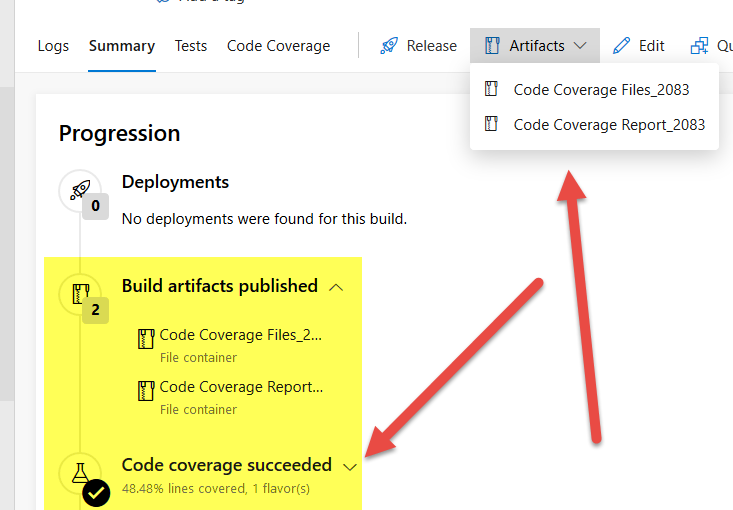 Add a tag
Logs Summary Tests Code Coverage Release Artifacts Edit Qu
Code Coverage Files_2083
Code Coverage Report_2083
Progression
Deployments
0
No deployments were found for this build.
Build artifacts published
2
Code Coverage Files_2...
File container
Code Coverage Report...
File container
Code coverage succeeded
48.48% lines covered, 1 flavor(s)